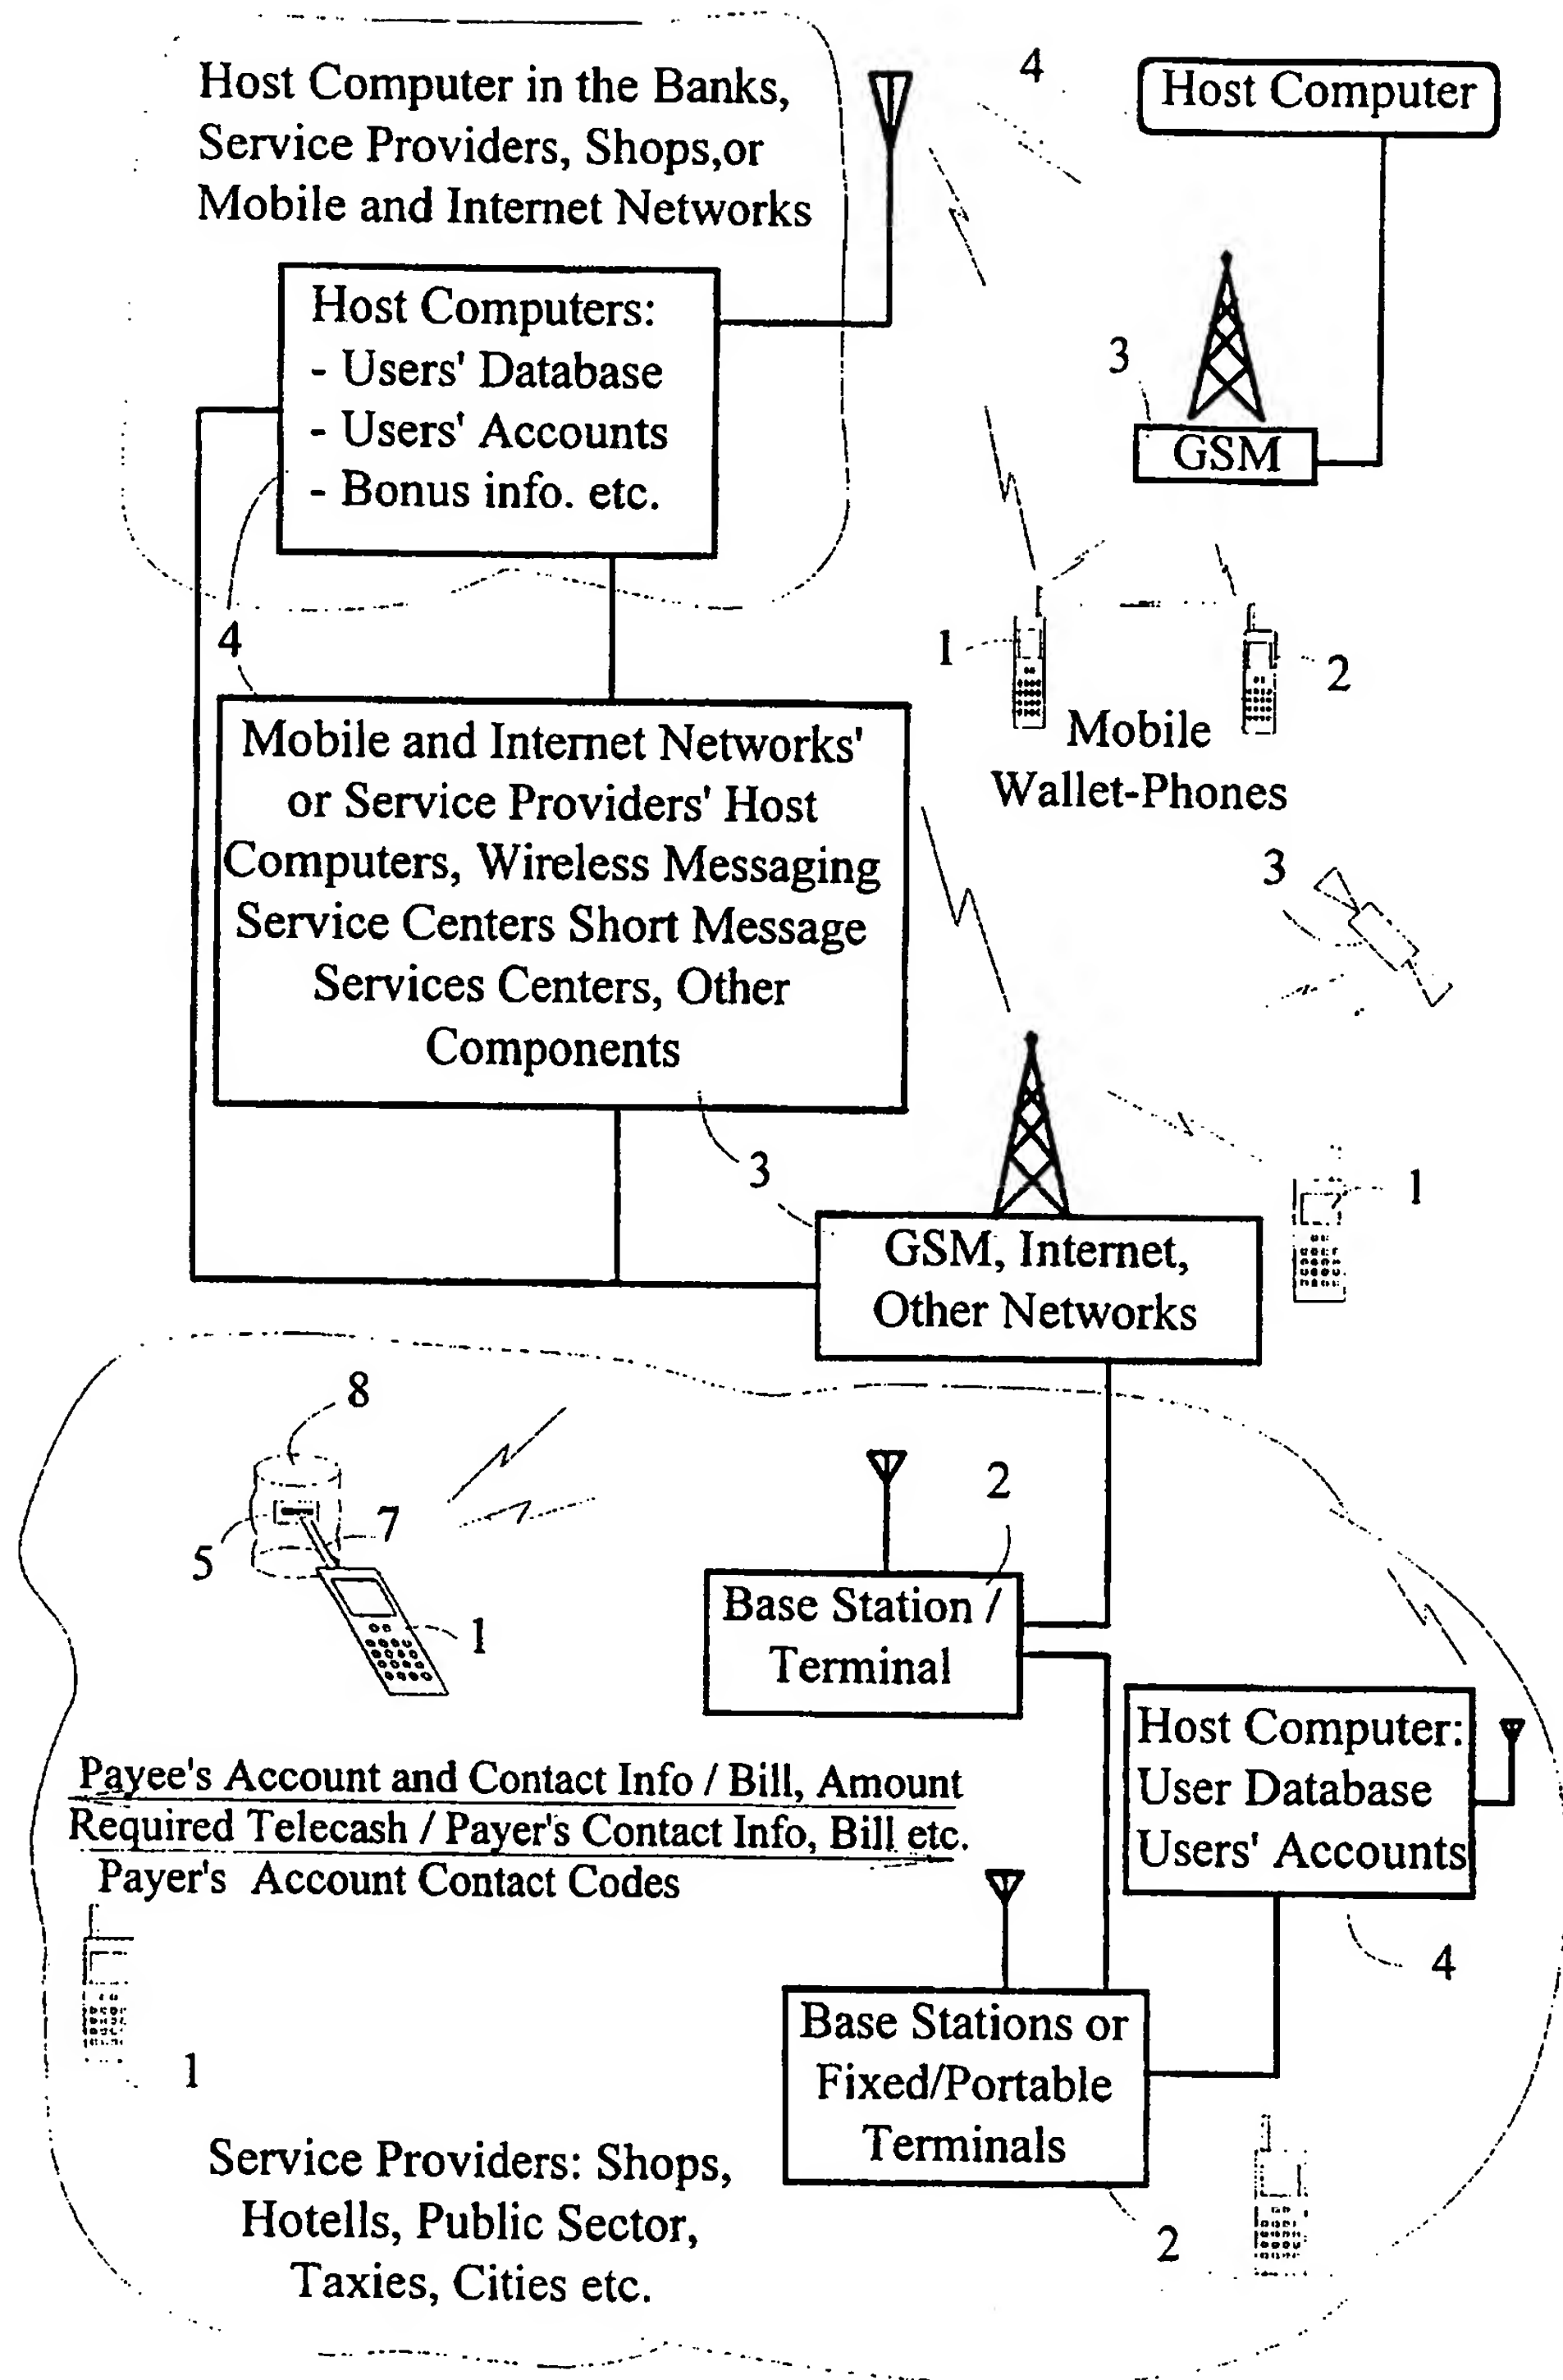 Host Computer in the Banks,
Service Providers, Shops,or
Mobile and Internet Networks
4
Host Computer
Host Computers:
- Users' Database
- Users' Accounts
- Bonus info. etc.
3
GSM
4
1
2
Mobile
Wallet-Phones
Mobile and Internet Networks'
or Service Providers' Host
Computers, Wireless Messaging
Service Centers Short Message
Services Centers, Other
Components
3
3
1
GSM, Internet,
Other Networks
8
5
7
1
2
Base Station /
Terminal
Host Computer:
User Database
Users' Accounts
4
Payee's Account and Contact Info / Bill, Amount
Required Telecash / Payer's Contact Info, Bill etc.
Payer's Account Contact Codes
1
Base Stations or
Fixed/Portable
Terminals
2
Service Providers: Shops,
Hotells, Public Sector,
Taxies, Cities etc.